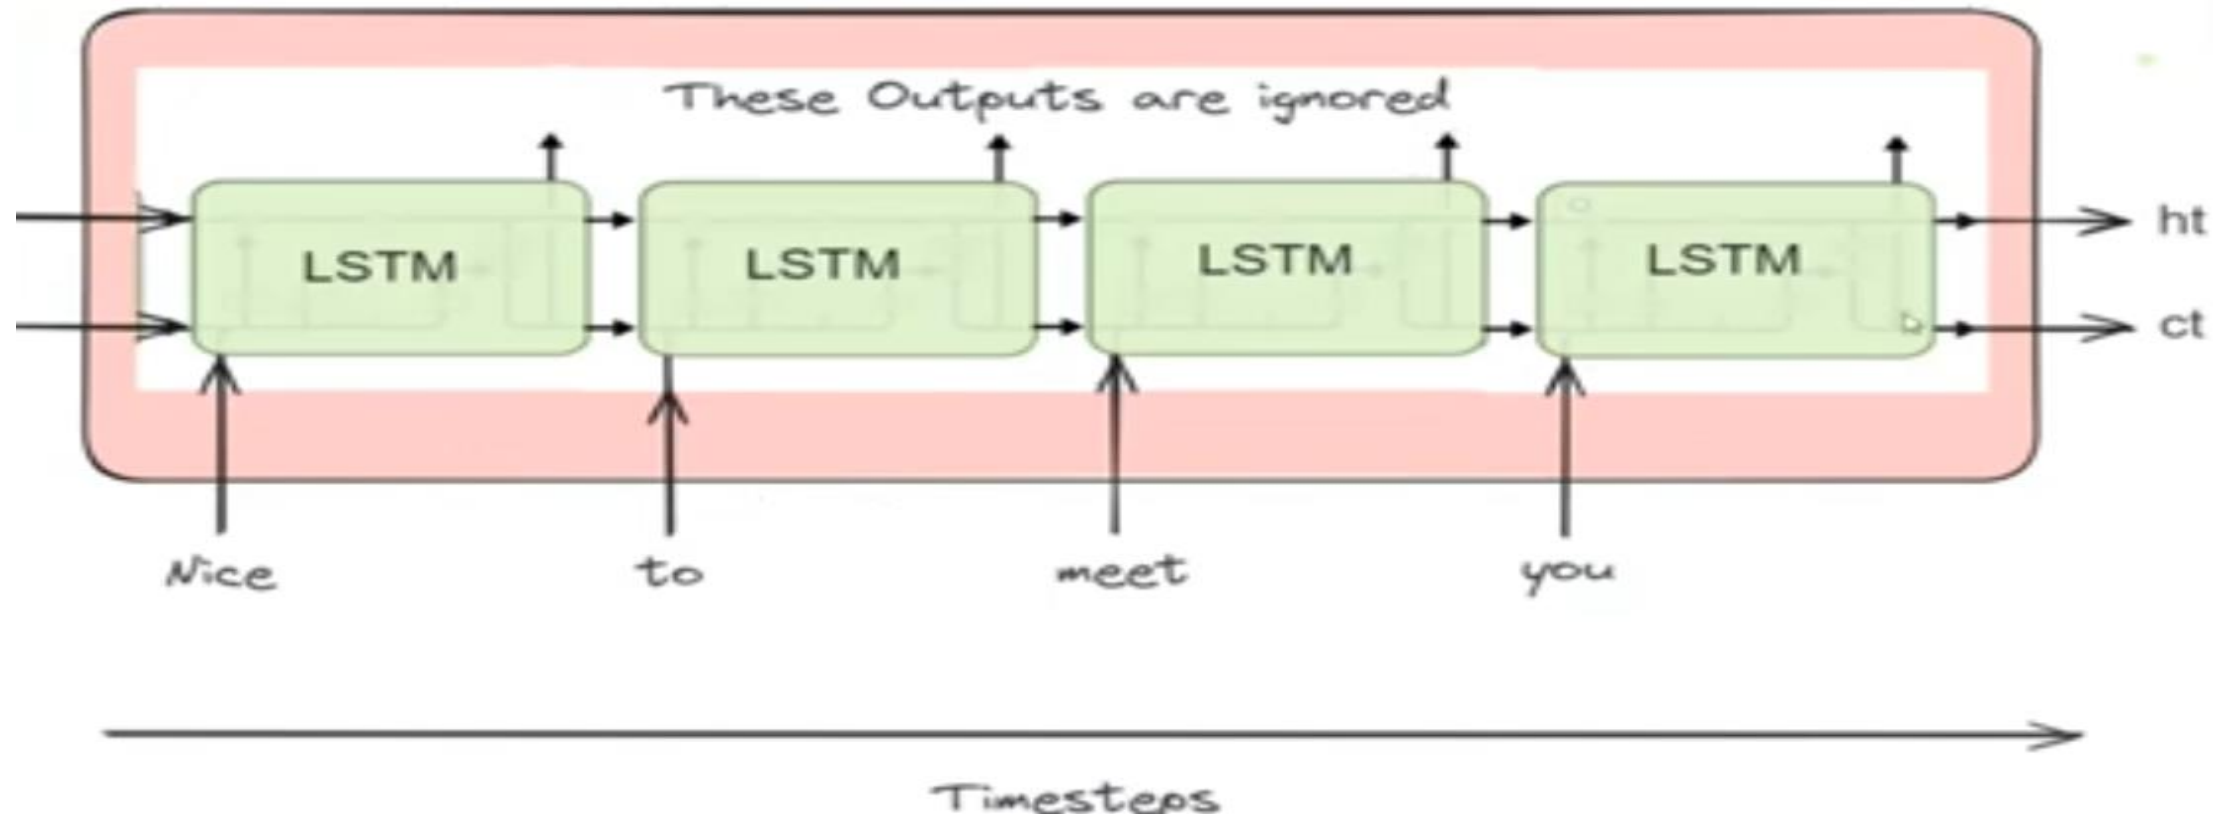 These Outputs are ignored
LSTM LSTM LSTM LSTM
ht
ct
Nice to meet you
Timesteps